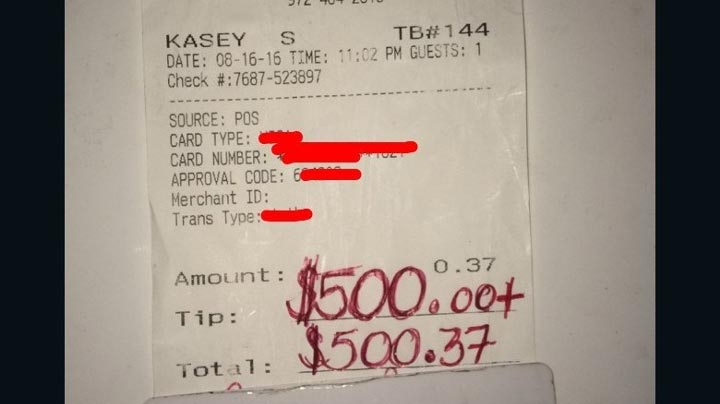 KASEY S TB#144
DATE: 08-16-16 TIME: 11:02 PM GUESTS: 1
Check #:7687-523897
SOURCE: POS
CARD TYPE:
CARD NUMBER:
APPROVAL CODE: 6
Merchant ID:
Trans Type:
Amount: 0.37
Tip: $500.00+
Total: $500.37